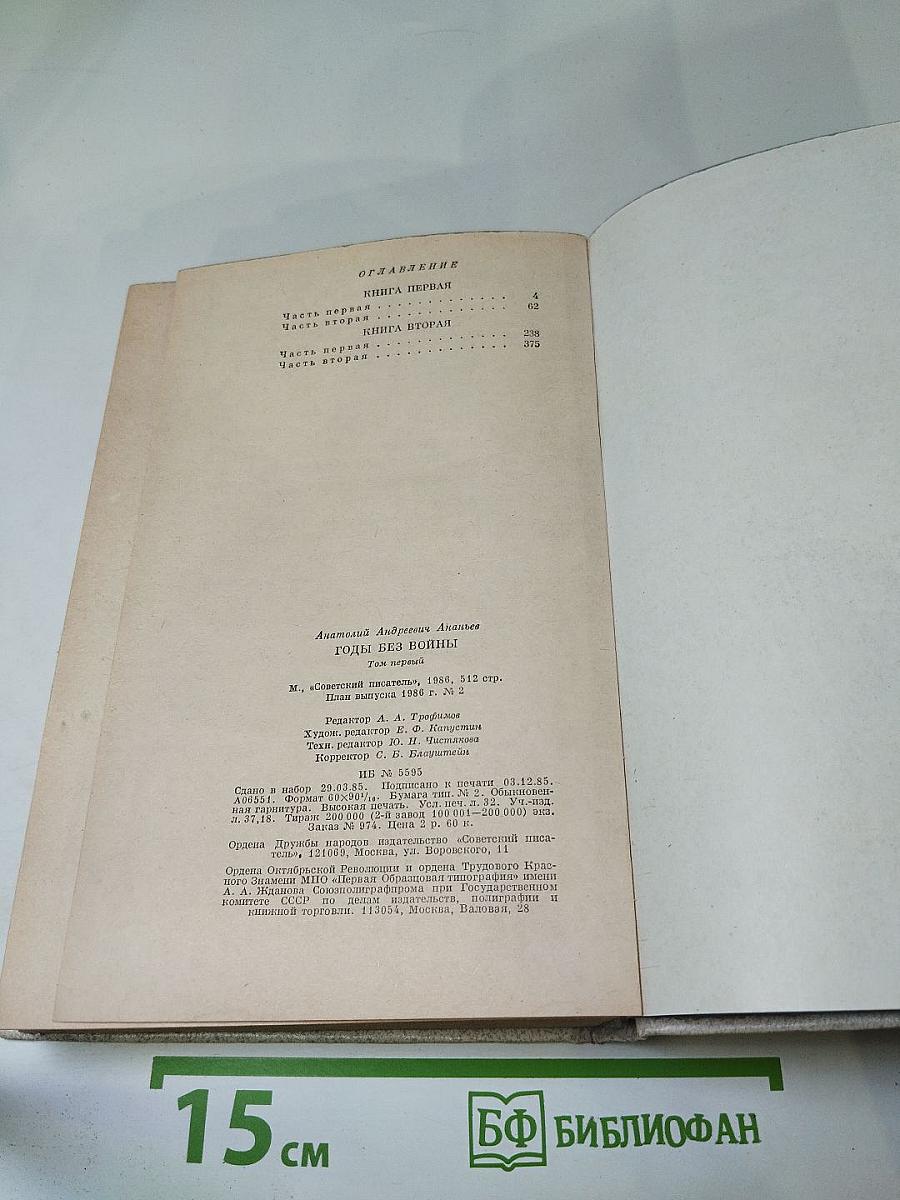 ОГЛАВЛЕНИЕ
КНИГА ПЕРВАЯ
Часть первая . . . . . . . . . . . . . 4
Часть вторая . . . . . . . . . . . . . 62
КНИГА ВТОРАЯ
Часть первая . . . . . . . . . . . . . 238
Часть вторая . . . . . . . . . . . . . 375
Анатолий Андреевич Ананьев
ГОДЫ БЕЗ ВОЙНЫ
Том первый
М., «Советский писатель», 1986, 512 стр.
План выпуска 1986 г. № 2
Редактор А. А. Трофимов
Худож. редактор Е. Ф. Капустин
Техн. редактор Ю. Н. Чистякова
Корректор С. Б. Блауштейн
ИБ № 5595
Сдано в набор 29.03.85. Подписано к печати 03.12.85.
А06551. Формат 60×90¹/₁₆. Бумага тип. № 2. Обыкновен-
ная гарнитура. Высокая печать. Усл. печ. л. 32. Уч.-изд.
л. 37,18. Тираж 200 000 (2-й завод 100 001—200 000) экз.
Заказ № 974. Цена 2 р. 60 к.
Ордена Дружбы народов издательство «Советский писа-
тель», 121069, Москва, ул. Воровского, 11
Ордена Октябрьской Революции и ордена Трудового Крас-
ного Знамени МПО «Первая Образцовая типография» имени
А. А. Жданова Союзполиграфпрома при Государственном
комитете СССР по делам издательств, полиграфии и
книжной торговли. 113054, Москва, Валовая, 28
15 см
БФ БИБЛИОФАН